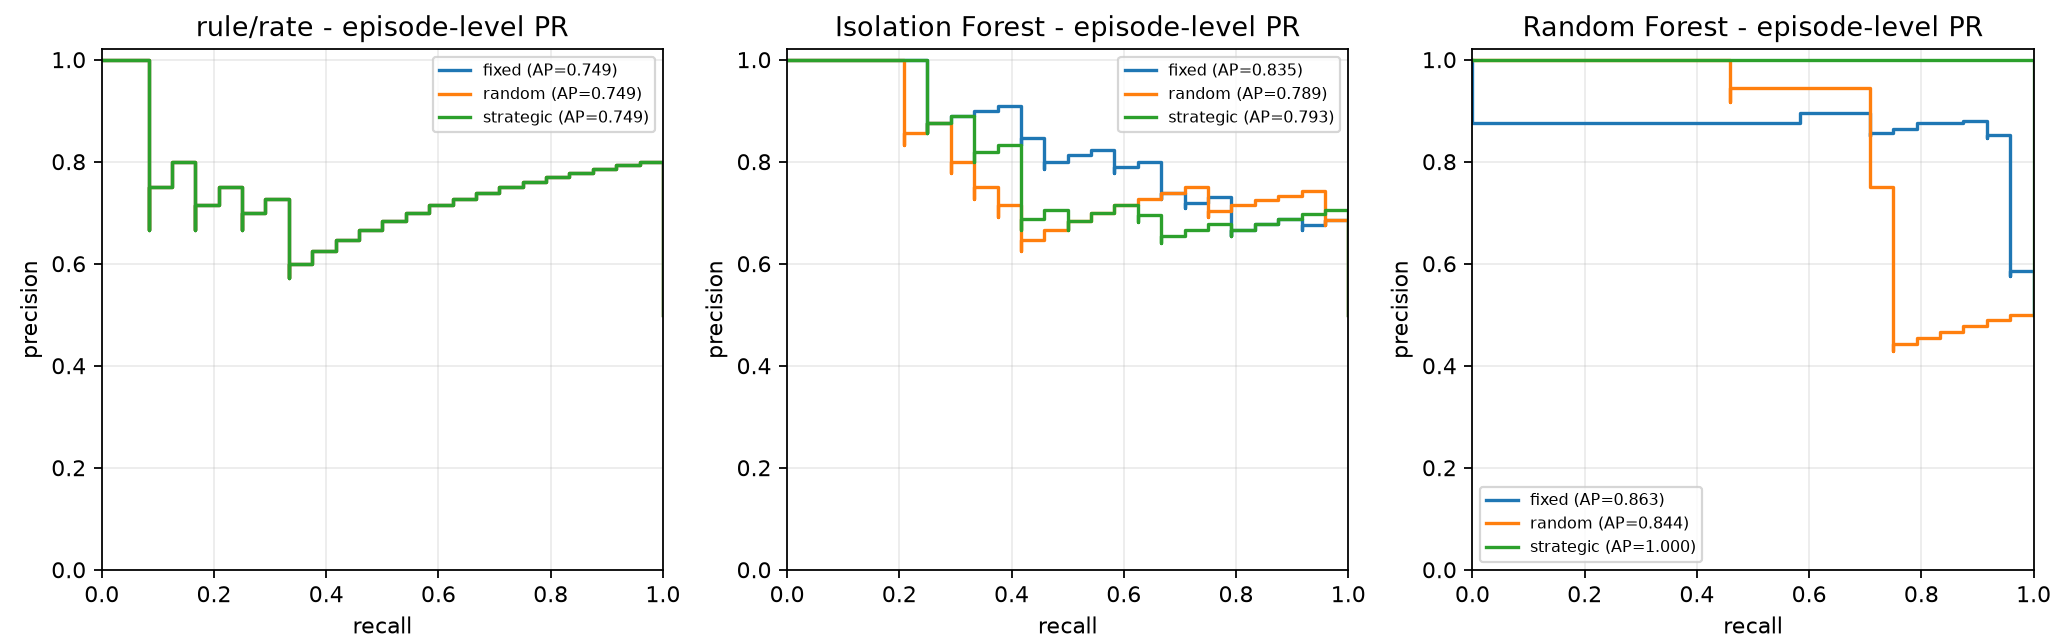 rule/rate - episode-level PR
1.0
0.8
0.6
0.4
0.2
0.0
precision
fixed (AP=0.749)
random (AP=0.749)
strategic (AP=0.749)
0.0 0.2 0.4 0.6 0.8 1.0
recall
Isolation Forest - episode-level PR
1.0
0.8
0.6
0.4
0.2
0.0
precision
fixed (AP=0.835)
random (AP=0.789)
strategic (AP=0.793)
0.0 0.2 0.4 0.6 0.8 1.0
recall
Random Forest - episode-level PR
1.0
0.8
0.6
0.4
0.2
0.0
precision
fixed (AP=0.863)
random (AP=0.844)
strategic (AP=1.000)
0.0 0.2 0.4 0.6 0.8 1.0
recall